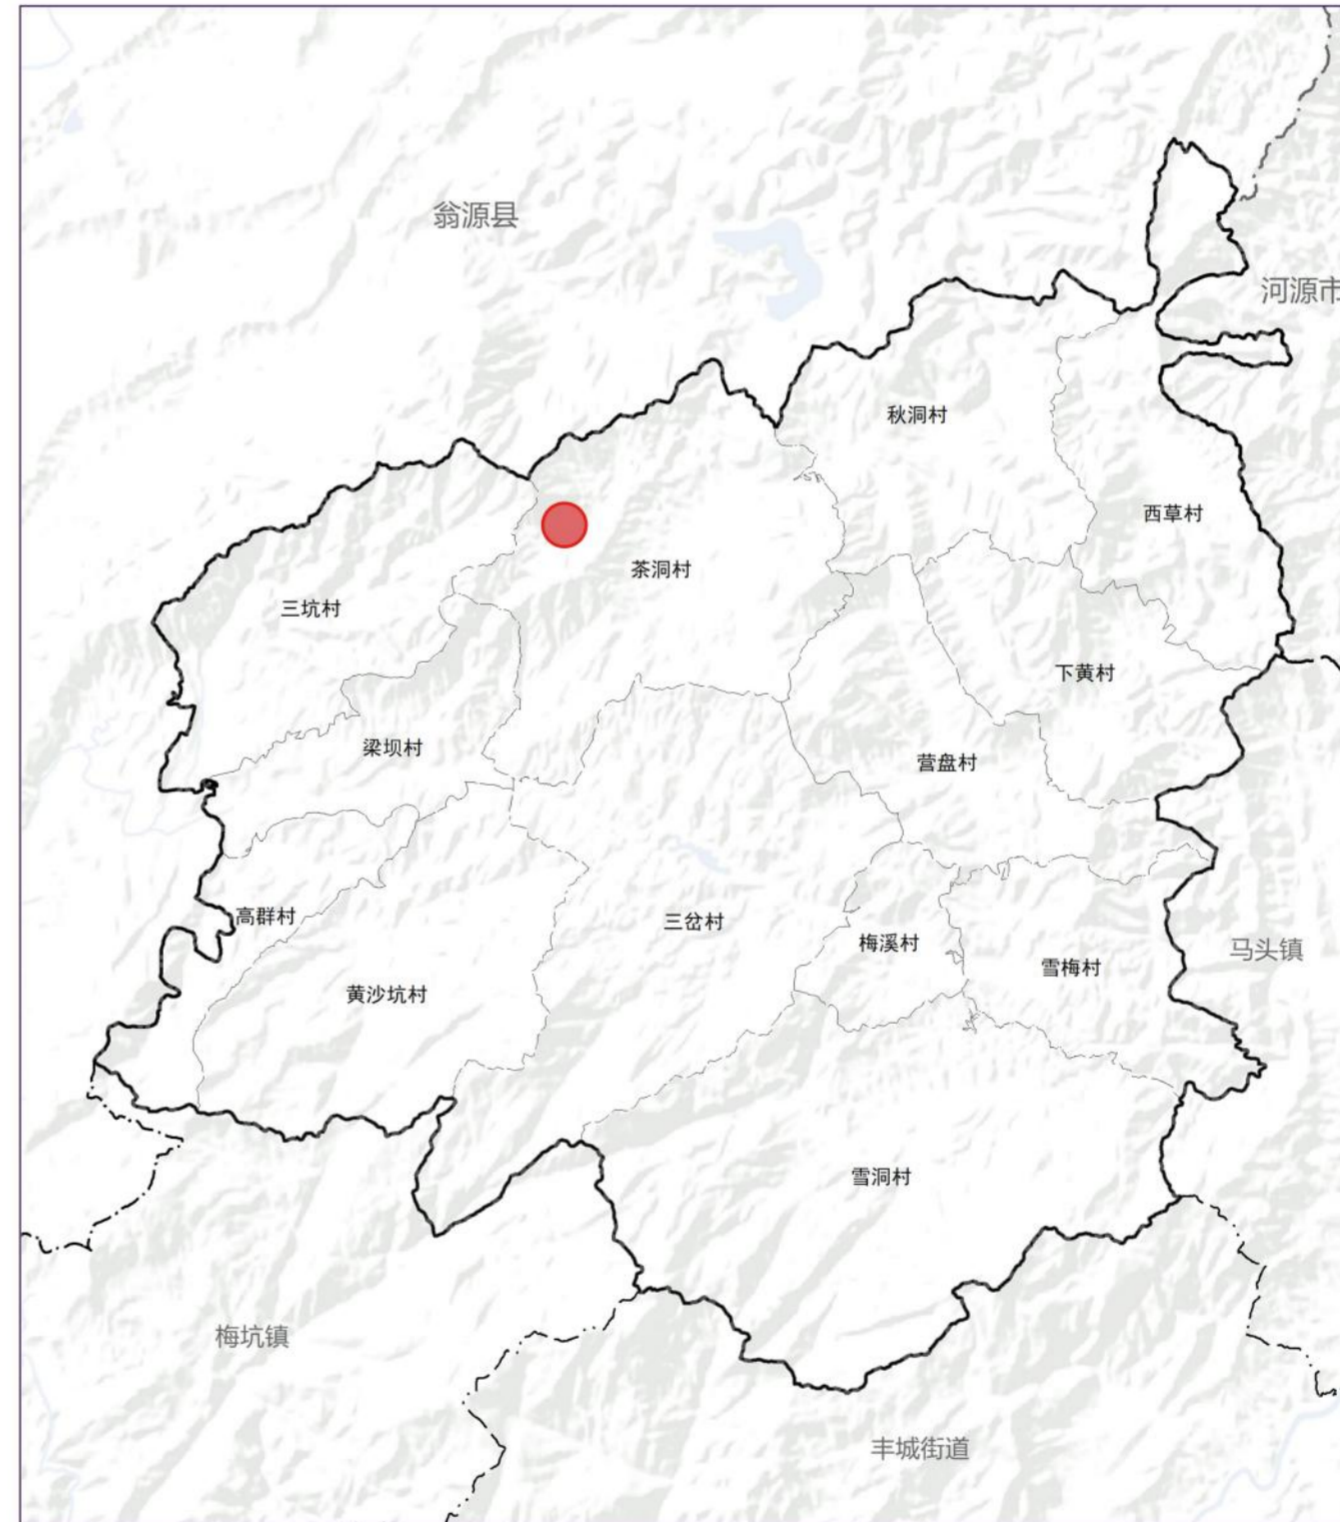 翁源县
河源市
秋洞村
西草村
茶洞村
三坑村
下黄村
梁坝村
营盘村
高群村
三岔村
梅溪村
马头镇
雪梅村
黄沙坑村
雪洞村
梅坑镇
丰城街道